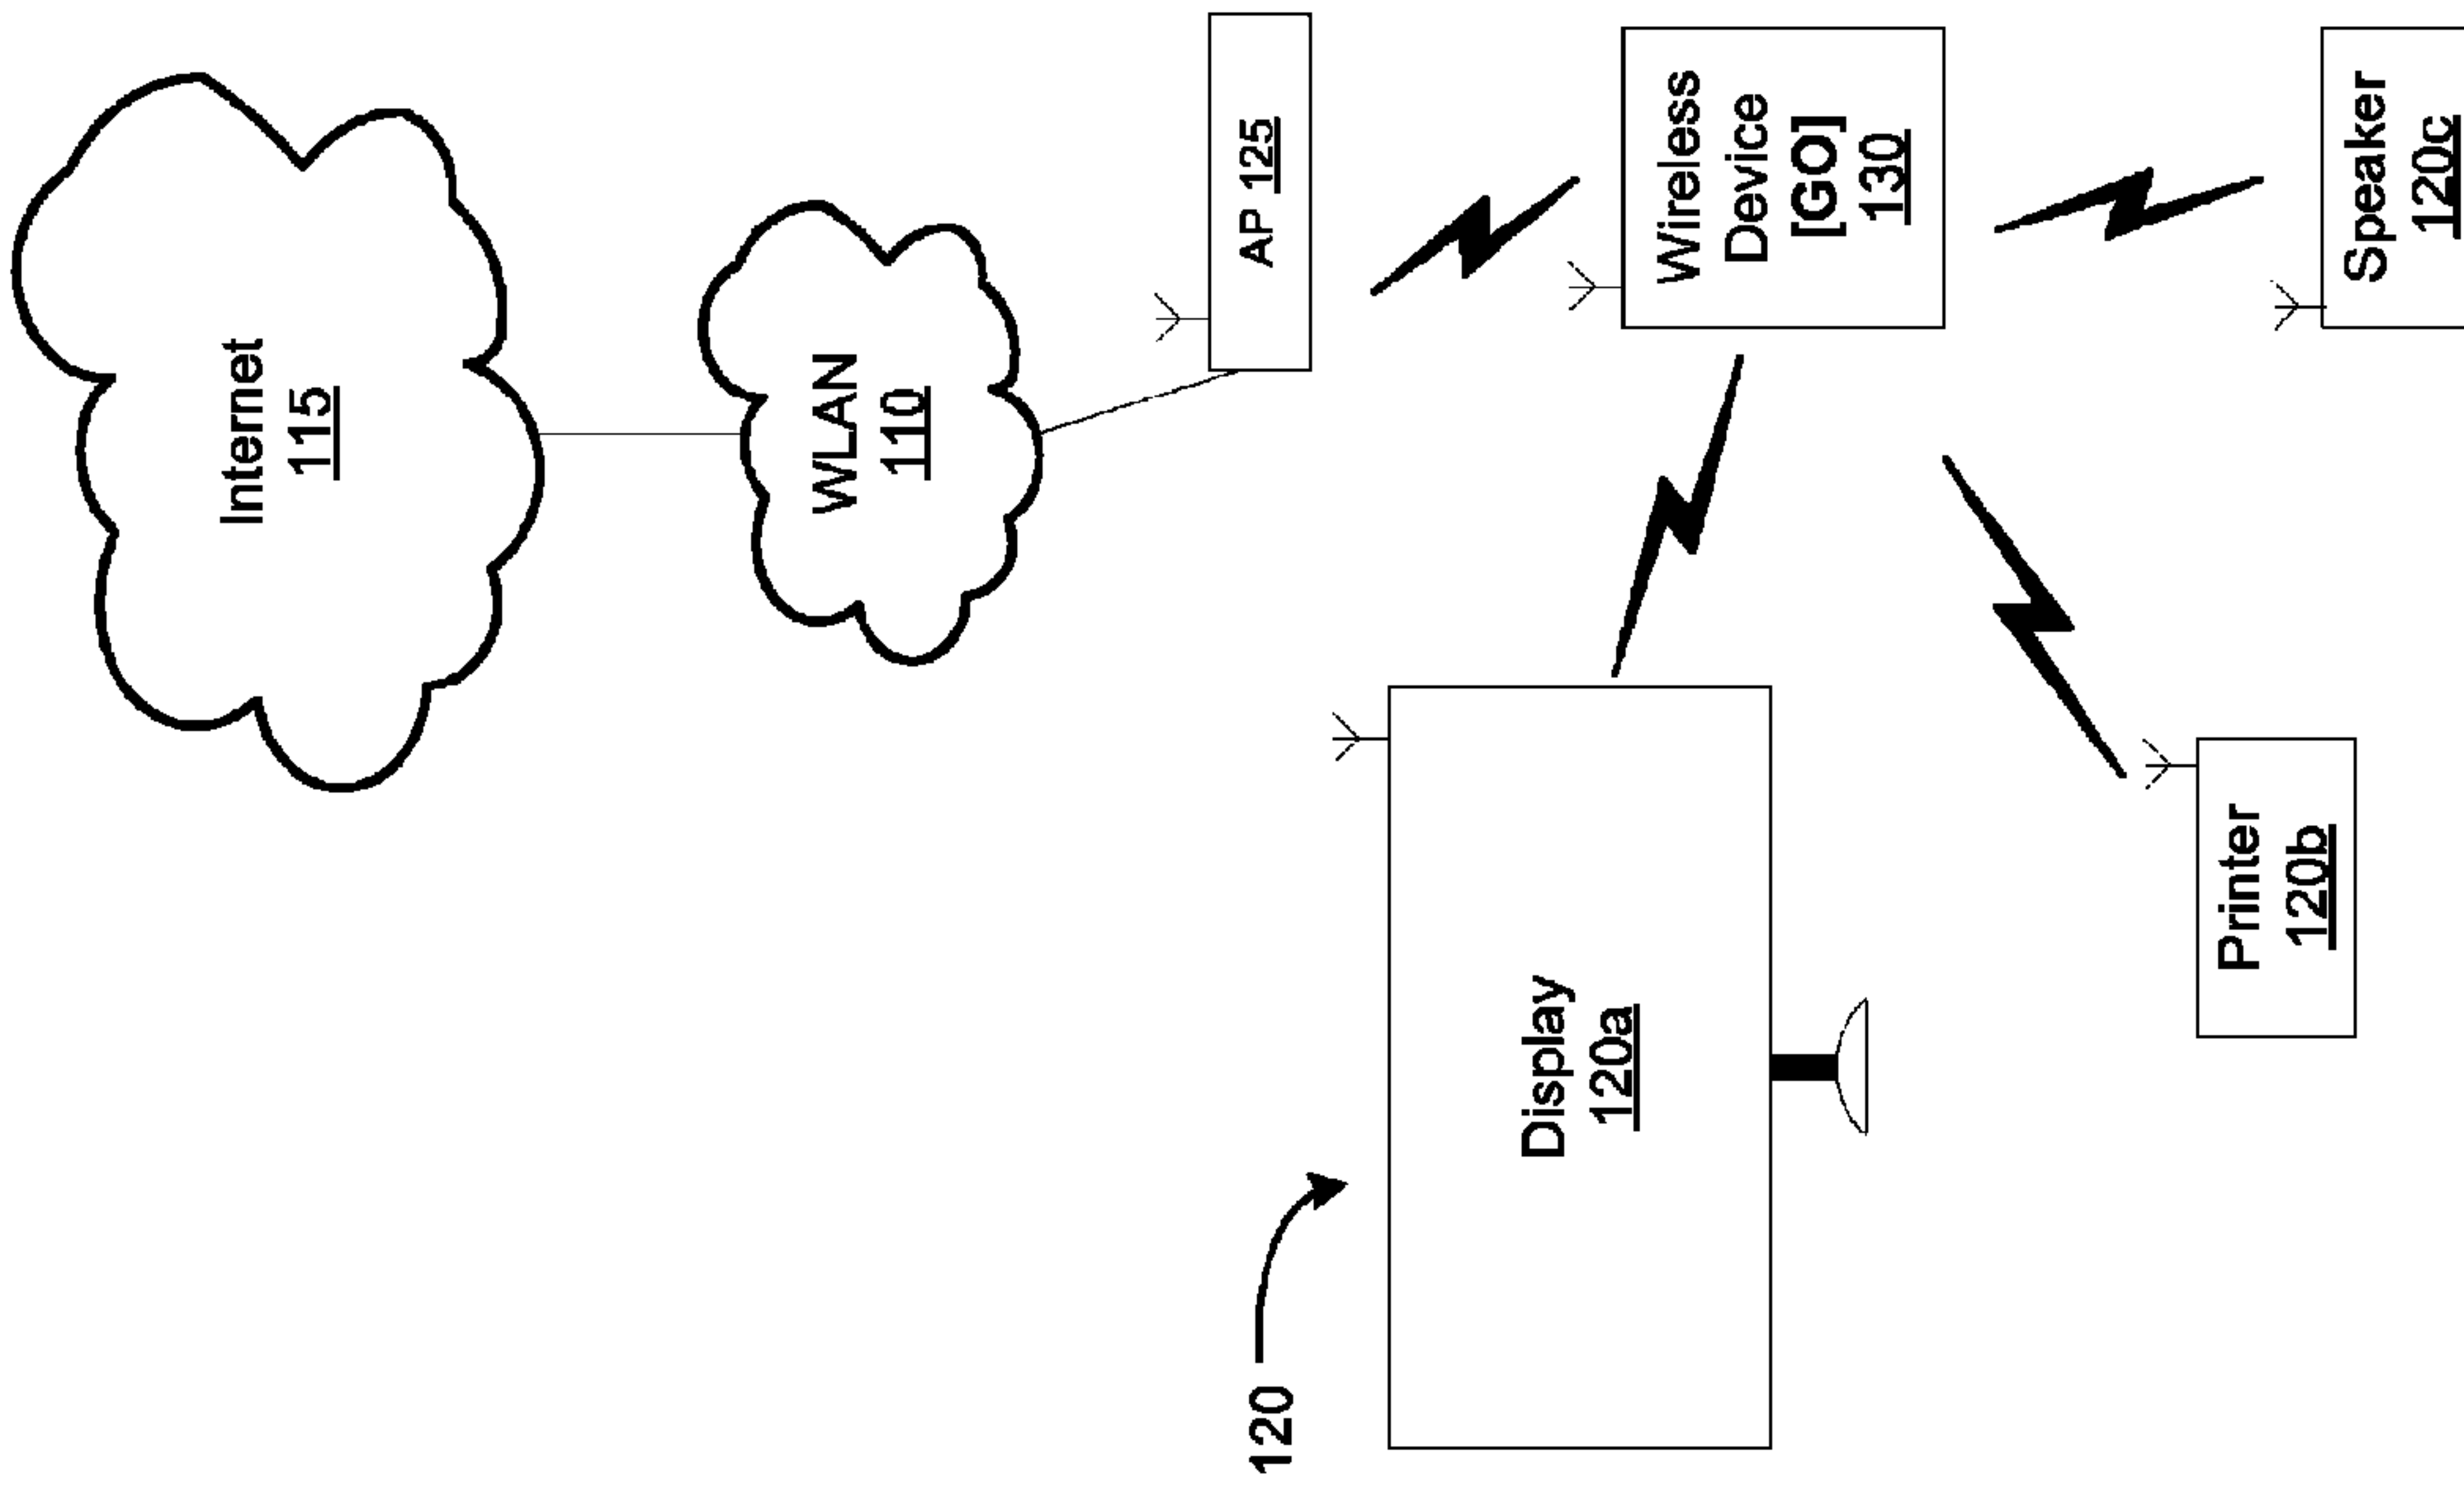 Internet
115
WLAN
110
AP 125
120
Display
120a
Wireless
Device
[GO]
130
Printer
120b
Speaker
120c